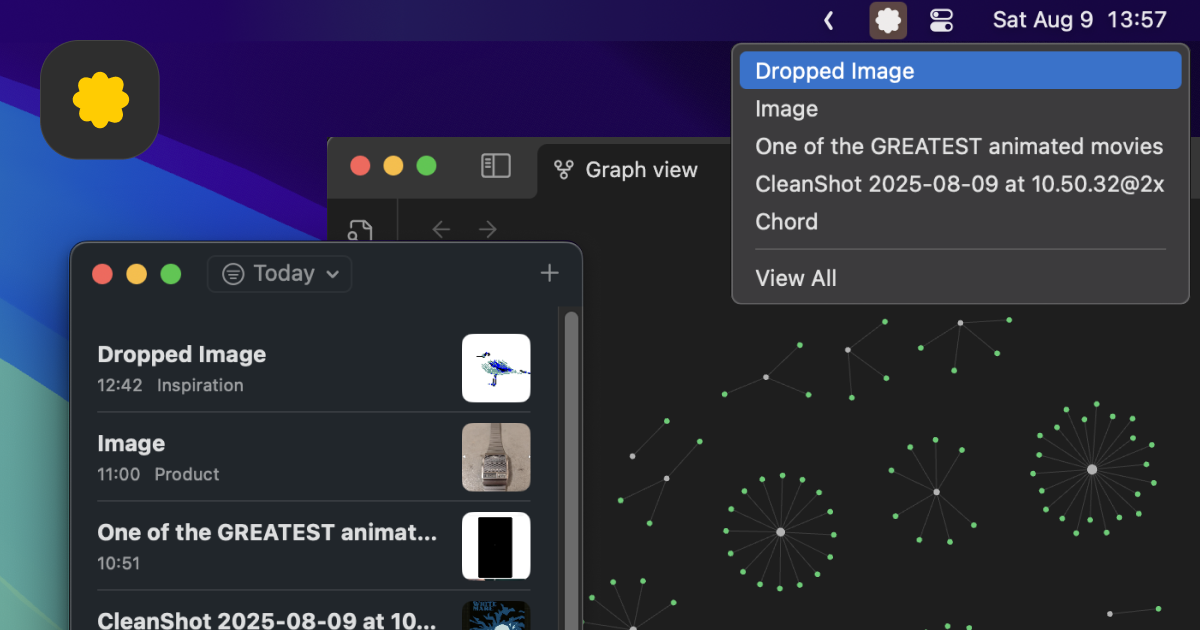 Sat Aug 9 13:57
Dropped Image
Image
One of the GREATEST animated movies
CleanShot 2025-08-09 at 10.50.32@2x
Chord
View All
Graph view
Today
Dropped Image
12:42 Inspiration
Image
11:00 Product
One of the GREATEST animat...
10:51
CleanShot 2025-08-09 at 10...
WHITE
MARE